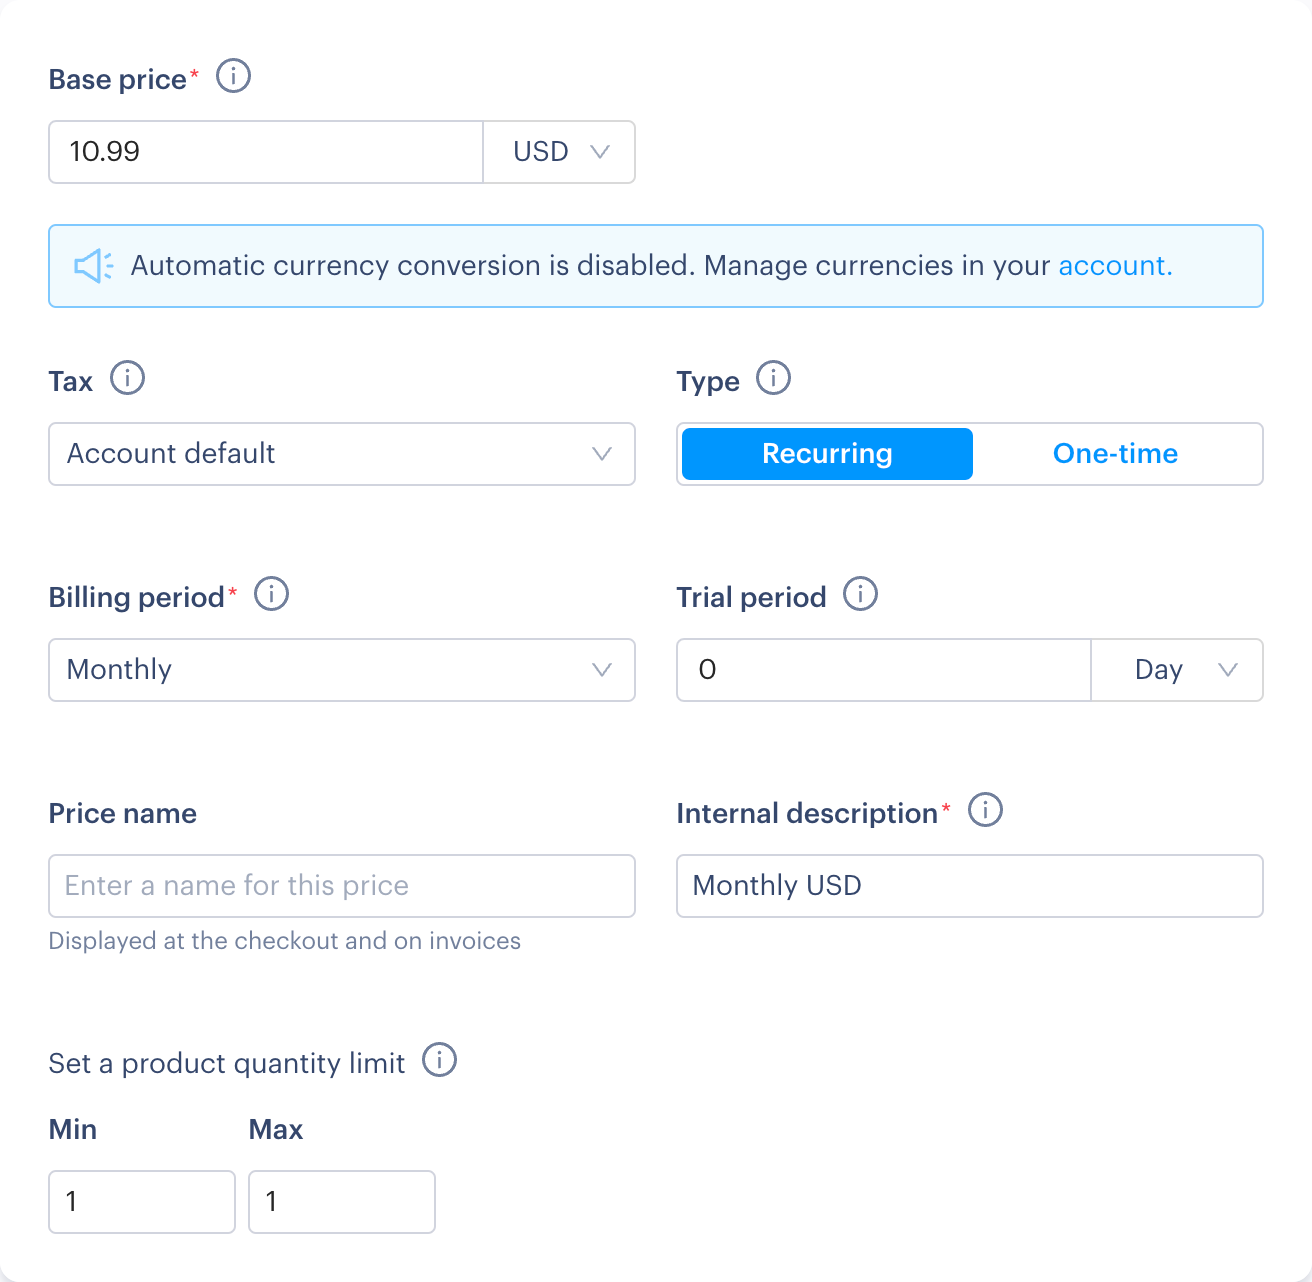 Base price*
10.99 USD
Automatic currency conversion is disabled. Manage currencies in your account.
Tax Type
Account default Recurring One-time
Billing period* Trial period
Monthly 0 Day
Price name Internal description*
Enter a name for this price Monthly USD
Displayed at the checkout and on invoices
Set a product quantity limit
Min Max
1 1